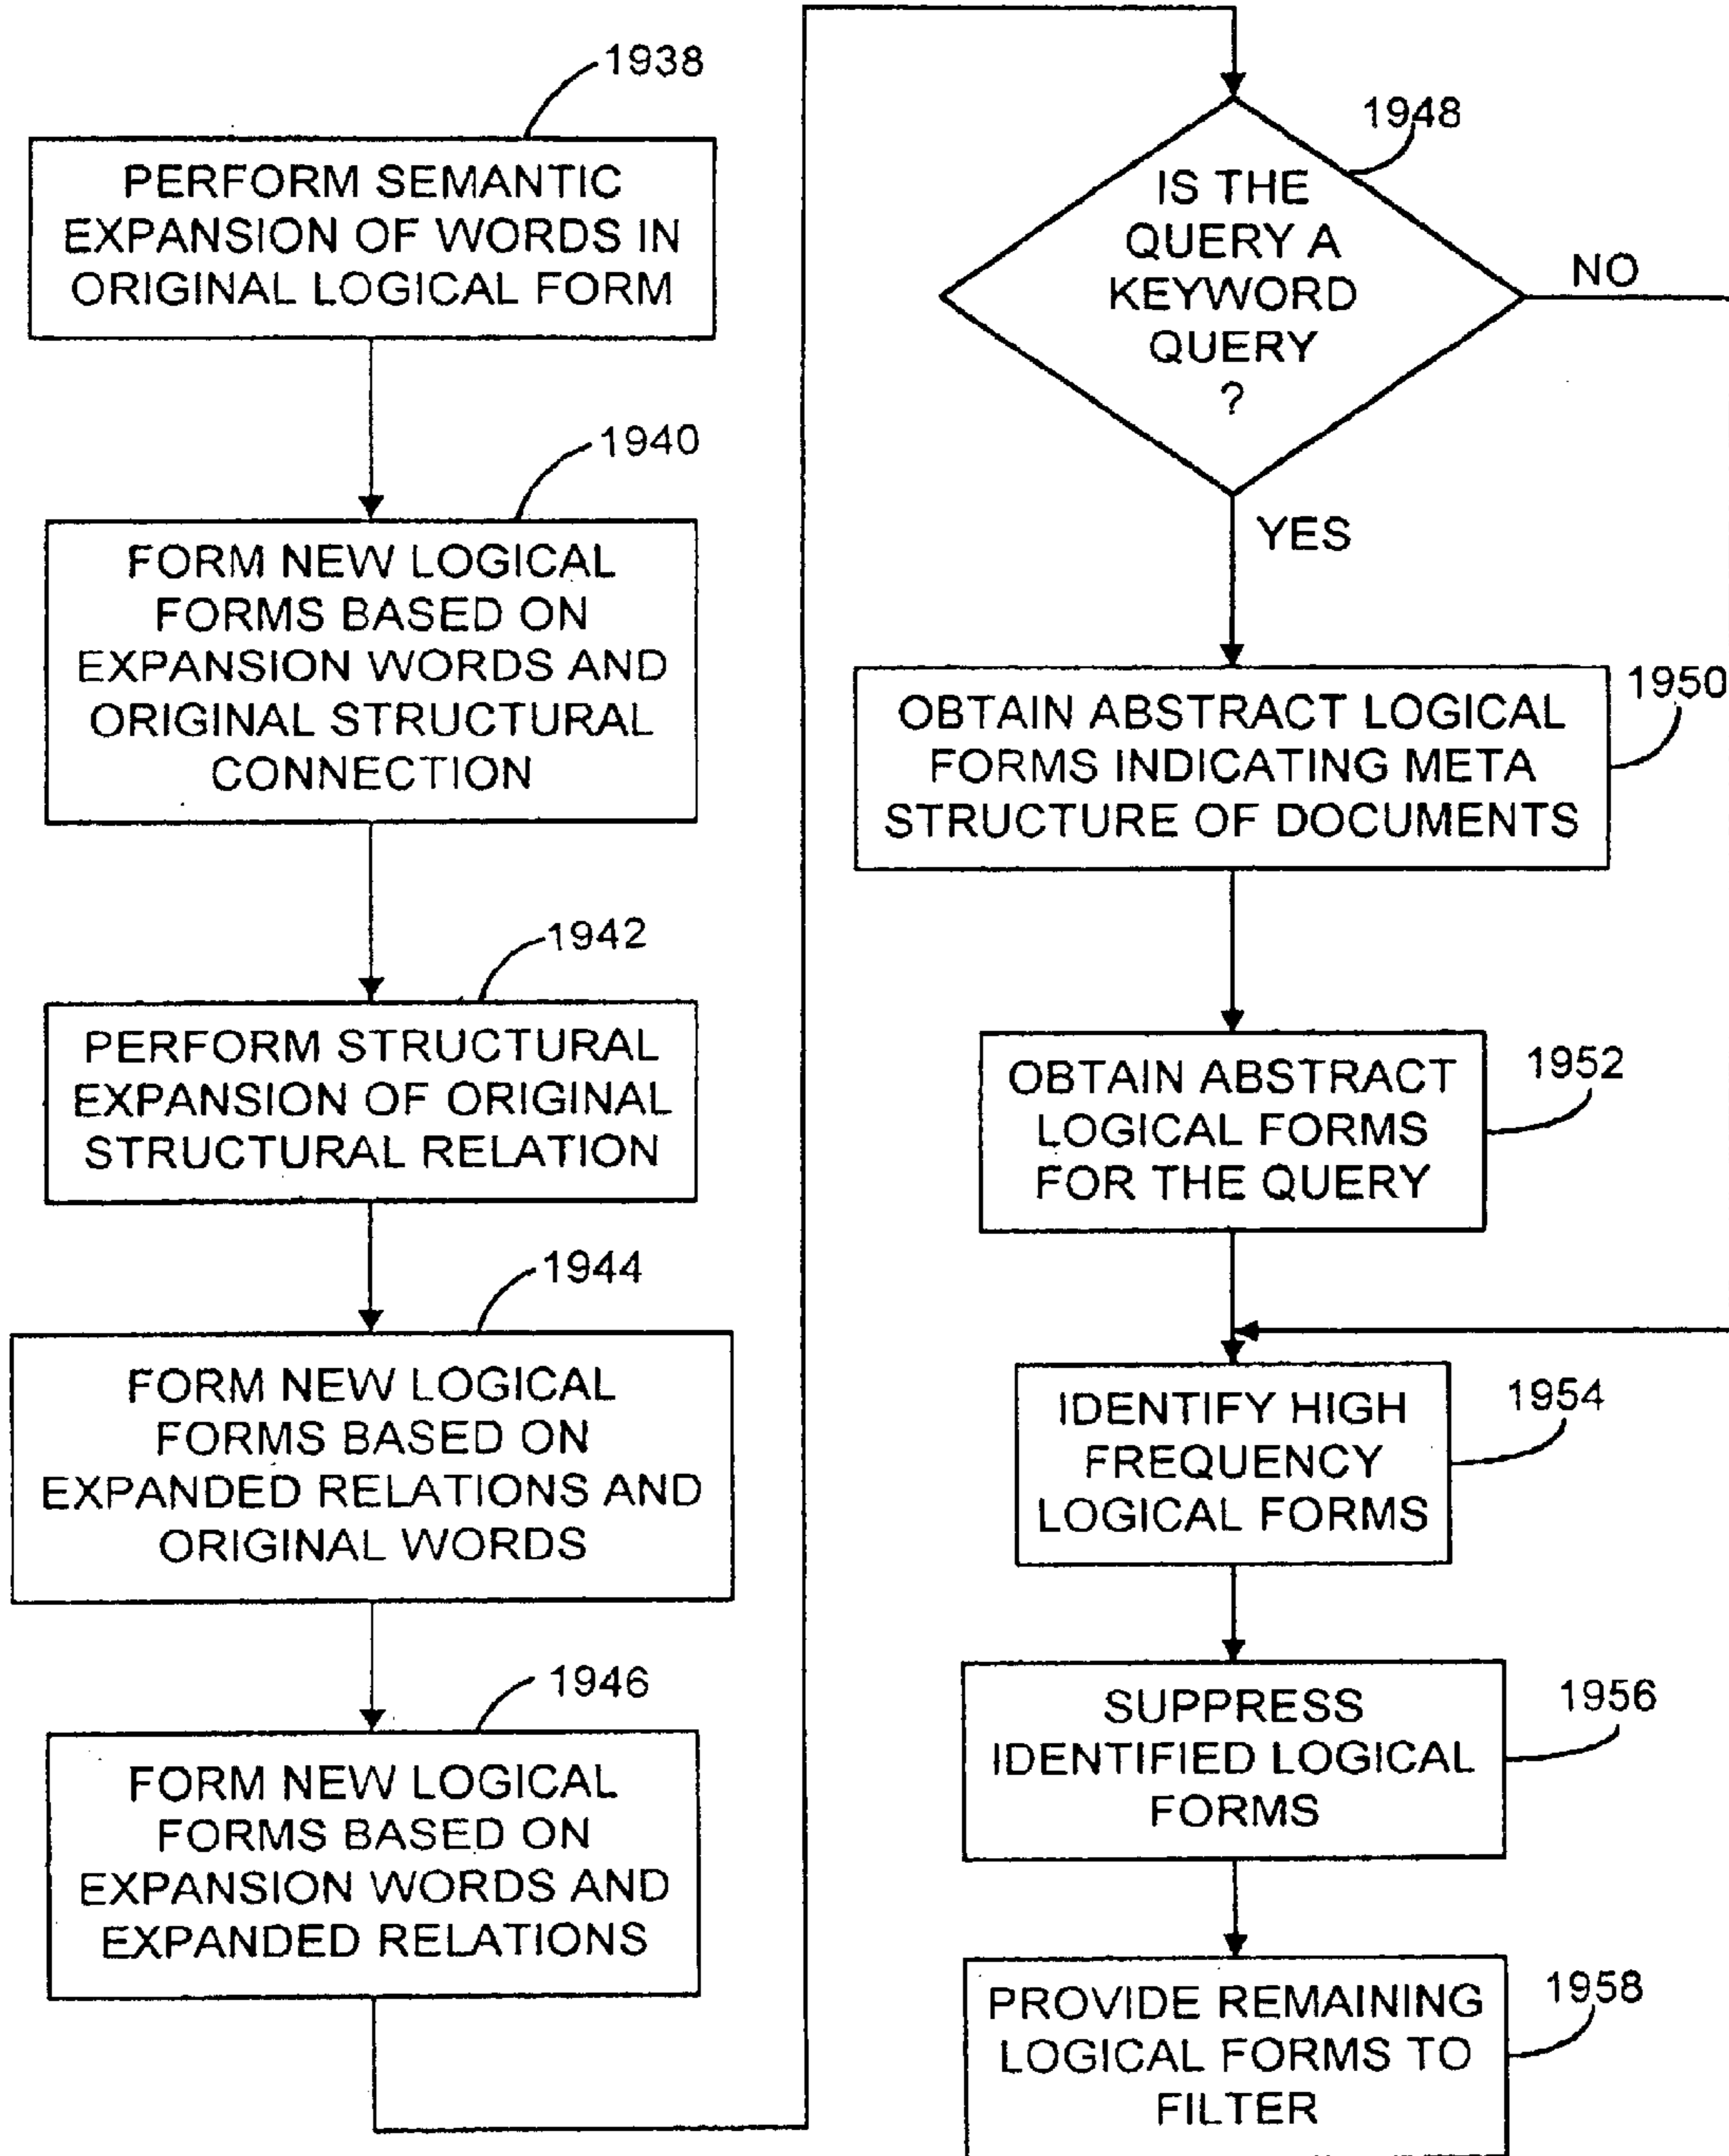 1938
PERFORM SEMANTIC
EXPANSION OF WORDS IN
ORIGINAL LOGICAL FORM
1940
FORM NEW LOGICAL
FORMS BASED ON
EXPANSION WORDS AND
ORIGINAL STRUCTURAL
CONNECTION
1942
PERFORM STRUCTURAL
EXPANSION OF ORIGINAL
STRUCTURAL RELATION
1944
FORM NEW LOGICAL
FORMS BASED ON
EXPANDED RELATIONS AND
ORIGINAL WORDS
1946
FORM NEW LOGICAL
FORMS BASED ON
EXPANSION WORDS AND
EXPANDED RELATIONS
1948
IS THE
QUERY A
KEYWORD
QUERY
?
NO
YES
1950
OBTAIN ABSTRACT LOGICAL
FORMS INDICATING META
STRUCTURE OF DOCUMENTS
1952
OBTAIN ABSTRACT
LOGICAL FORMS
FOR THE QUERY
1954
IDENTIFY HIGH
FREQUENCY
LOGICAL FORMS
1956
SUPPRESS
IDENTIFIED LOGICAL
FORMS
1958
PROVIDE REMAINING
LOGICAL FORMS TO
FILTER